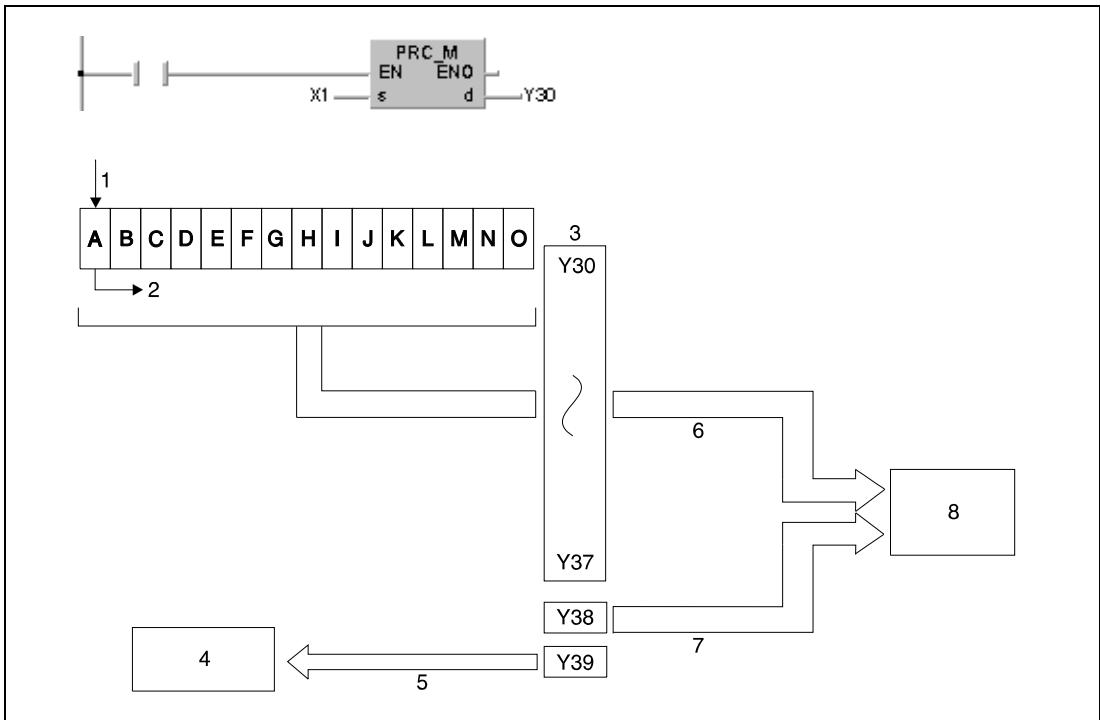 PRC_M
EN ENO
X1 s d Y30
1
A B C D E F G H I J K L M N O
3
Y30
2
6
8
Y37
Y38
7
4
Y39
5